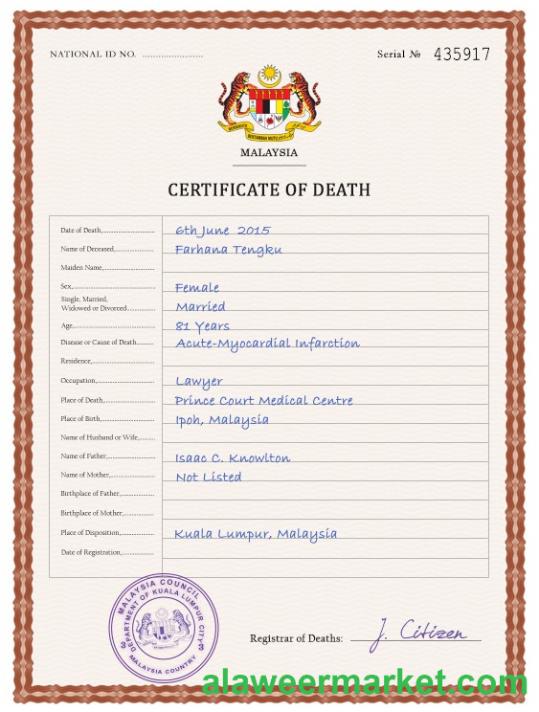 NATIONAL ID NO. ........................
Serial № 435917
MALAYSIA
CERTIFICATE OF DEATH
Date of Death,........................ 6th June 2015
Name of Deceased,.................. Farhana Tengku
Maiden Name,......................
Sex,.................................... Female
Single, Married,
Widowed or Divorced............. Married
Age,................................... 81 Years
Disease or Cause of Death......... Acute-Myocardial Infarction
Residence,...........................
Occupation,......................... Lawyer
Place of Death,..................... Prince Court Medical Centre
Place of Birth,...................... Ipoh, Malaysia
Name of Husband or Wife,........
Name of Father,.................... Isaac C. Knowlton
Name of Mother,................... Not Listed
Birthplace of Father,...............
Birthplace of Mother,..............
Place of Disposition,............... Kuala Lumpur, Malaysia
Date of Registration,...............
MALAYSIA COUNCIL
DEPARTMENT OF KUALA LUMPUR CITY
MALAYSIA COUNTRY
Registrar of Deaths: J. Citizen
alaweermarket.com